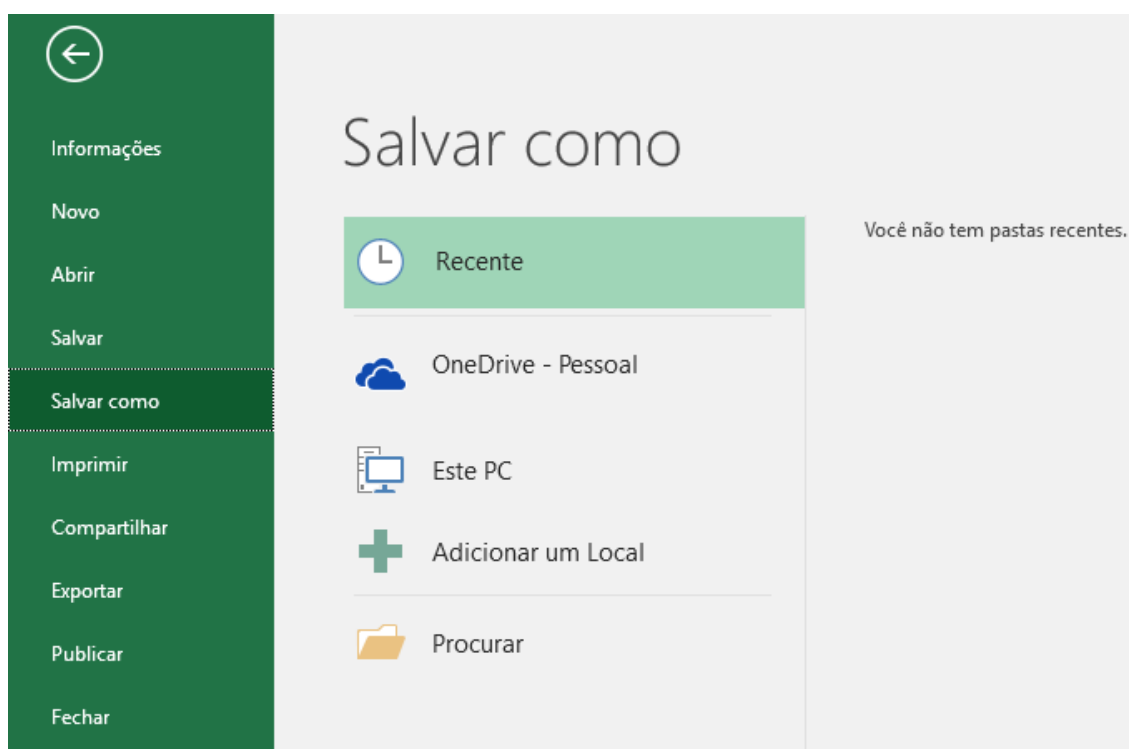 Informações
Novo
Abrir
Salvar
Salvar como
Imprimir
Compartilhar
Exportar
Publicar
Fechar
Salvar como
Recente
OneDrive - Pessoal
Este PC
Adicionar um Local
Procurar
Você não tem pastas recentes.